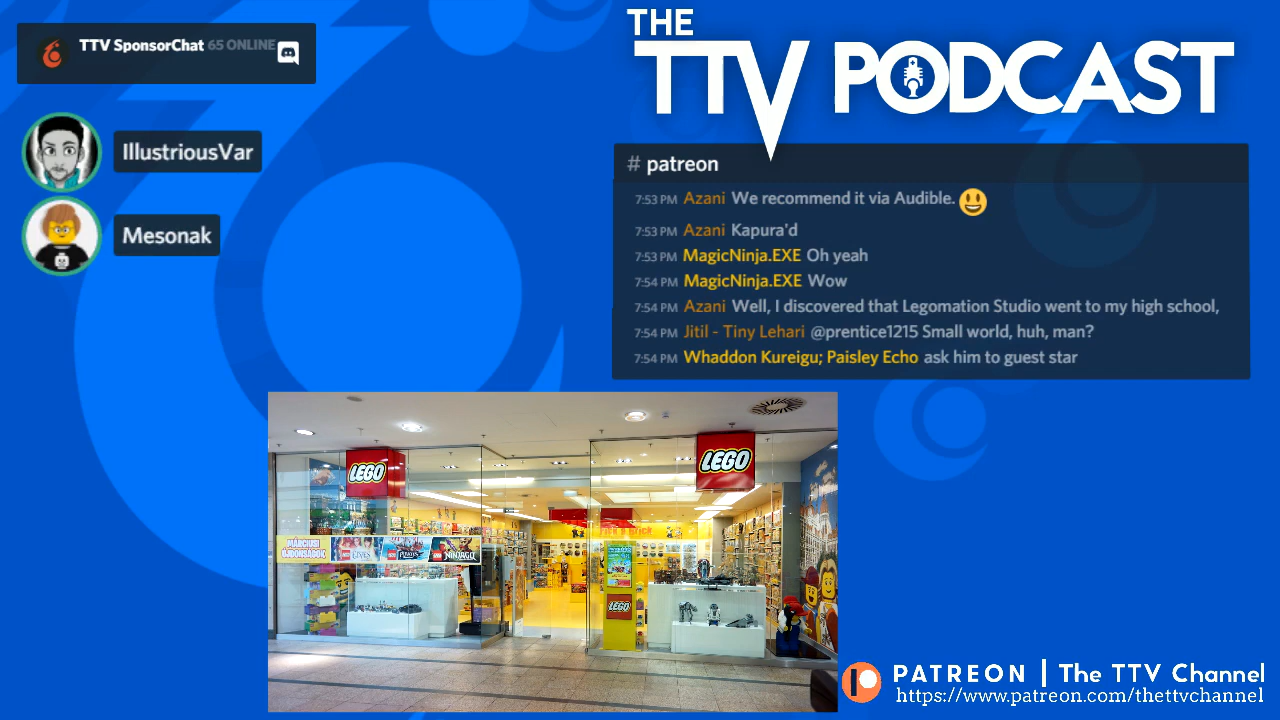 TTV SponsorChat 65 ONLINE
IllustriousVar
Mesonak
THE
TTV PODCAST
# patreon
7:53 PM Azani We recommend it via Audible. 😃
7:53 PM Azani Kapura'd
7:53 PM MagicNinja.EXE Oh yeah
7:54 PM MagicNinja.EXE Wow
7:54 PM Azani Well, I discovered that Legomation Studio went to my high school,
7:54 PM Jitil - Tiny Lehari @prentice1215 Small world, huh, man?
7:54 PM Whaddon Kureigu; Paisley Echo ask him to guest star
LEGO
LEGO
MÁRCIUSI
ÚJDONSÁGOK
NINJAGO
LEGO
PATREON | The TTV Channel
https://www.patreon.com/thettvchannel